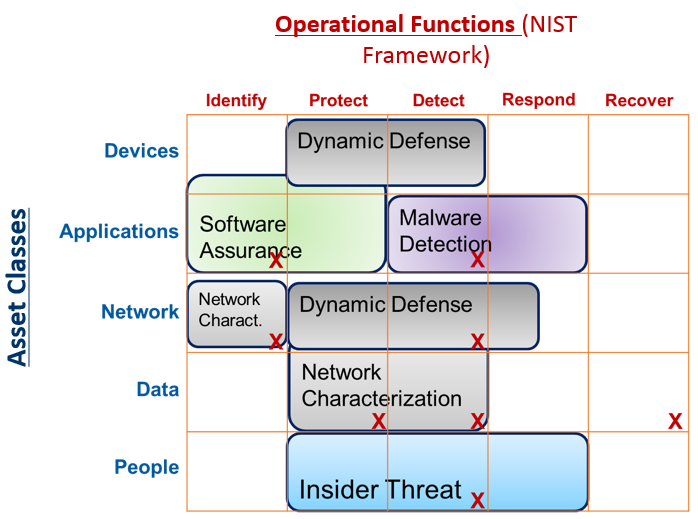 Operational Functions (NIST
Framework)
Identify Protect Detect Respond Recover
Asset Classes
Devices
Dynamic Defense
Applications
Software
Assurance
X
Malware
Detection
X
Network
Network
Charact.
X
Dynamic Defense
X
Data
Network
Characterization
X
X
X
People
Insider Threat
X